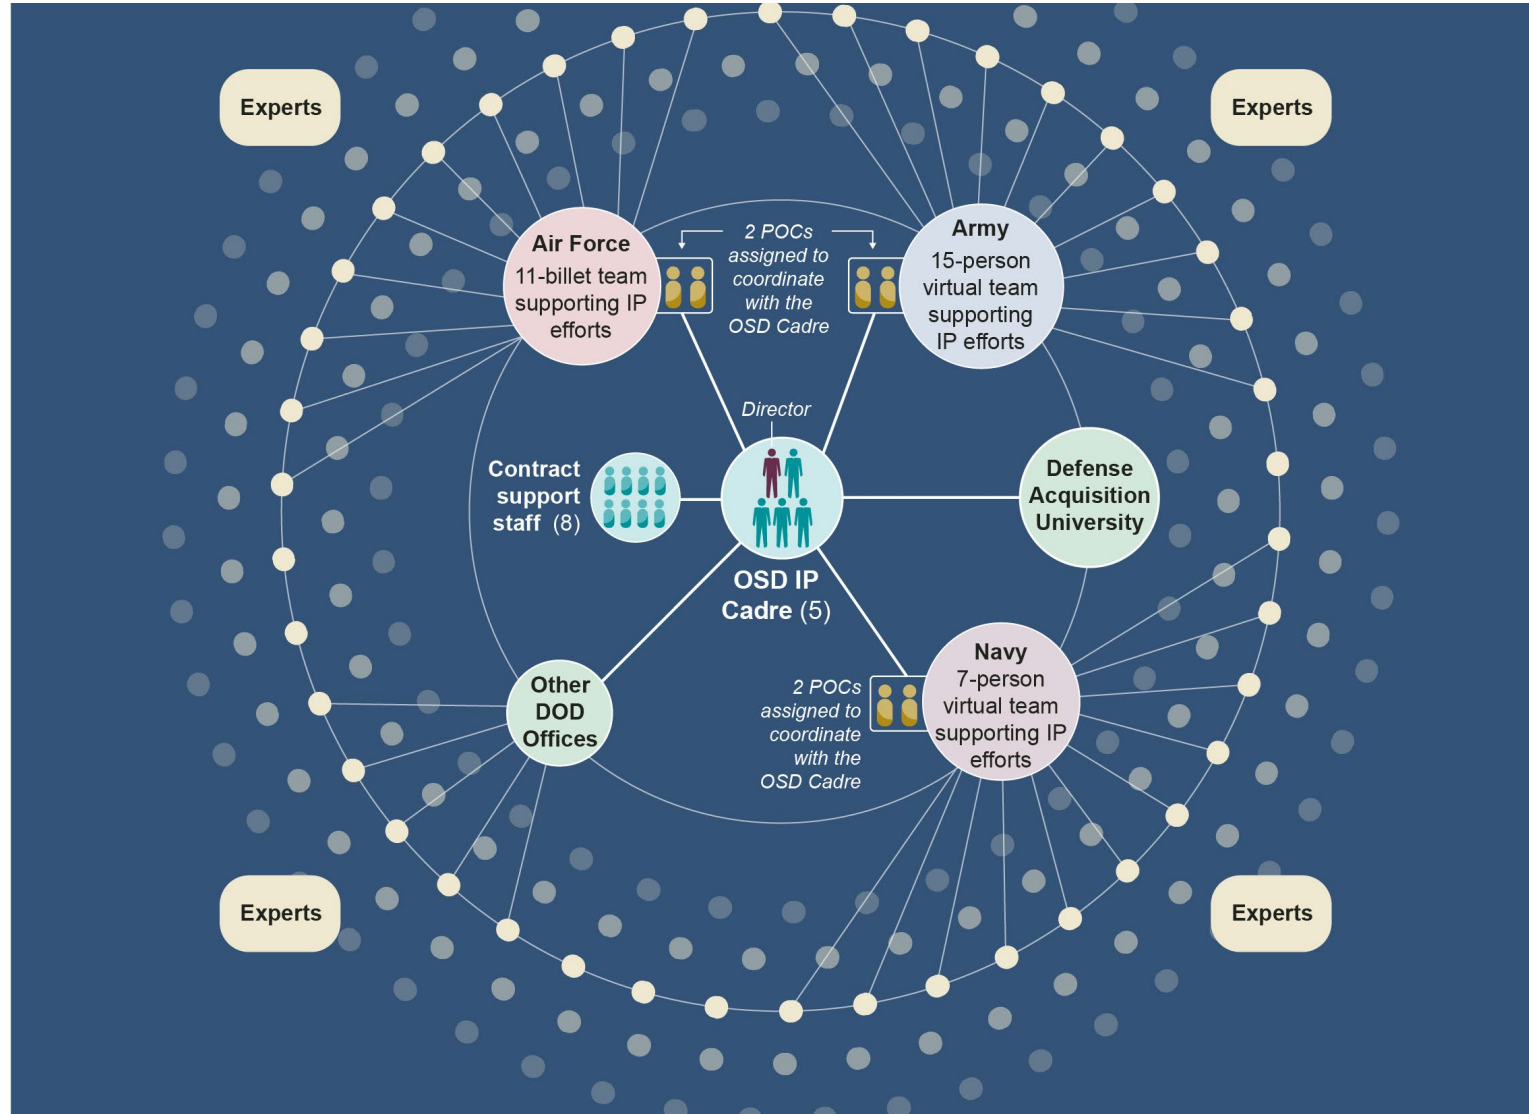 Experts
Experts
Air Force
11-billet team
supporting IP
efforts
2 POCs
assigned to
coordinate
with the
OSD Cadre
Army
15-person
virtual team
supporting
IP efforts
Director
Contract
support
staff (8)
OSD IP
Cadre (5)
Defense
Acquisition
University
Other
DOD
Offices
2 POCs
assigned to
coordinate
with the
OSD Cadre
Navy
7-person
virtual team
supporting IP
efforts
Experts
Experts